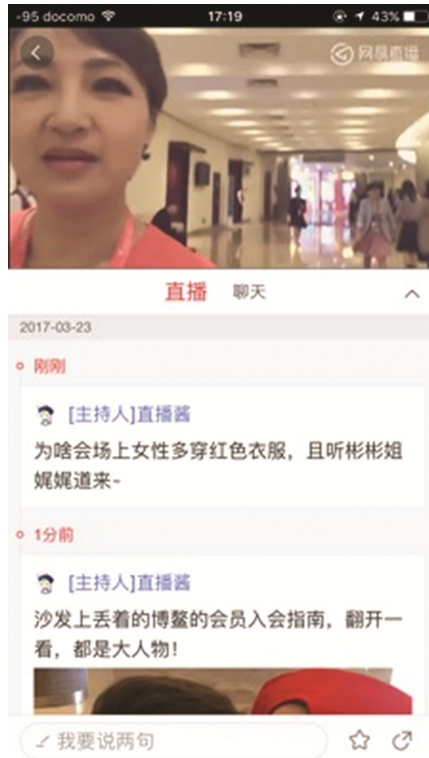 -95 docomo 17:19 43%
网易直播
直播 聊天
2017-03-23
刚刚
[主持人]直播酱
为啥会场上女性多穿红色衣服，且听彬彬姐
娓娓道来~
1分前
[主持人]直播酱
沙发上丢着的博鳌的会员入会指南，翻开一
看，都是大人物！
我要说两句